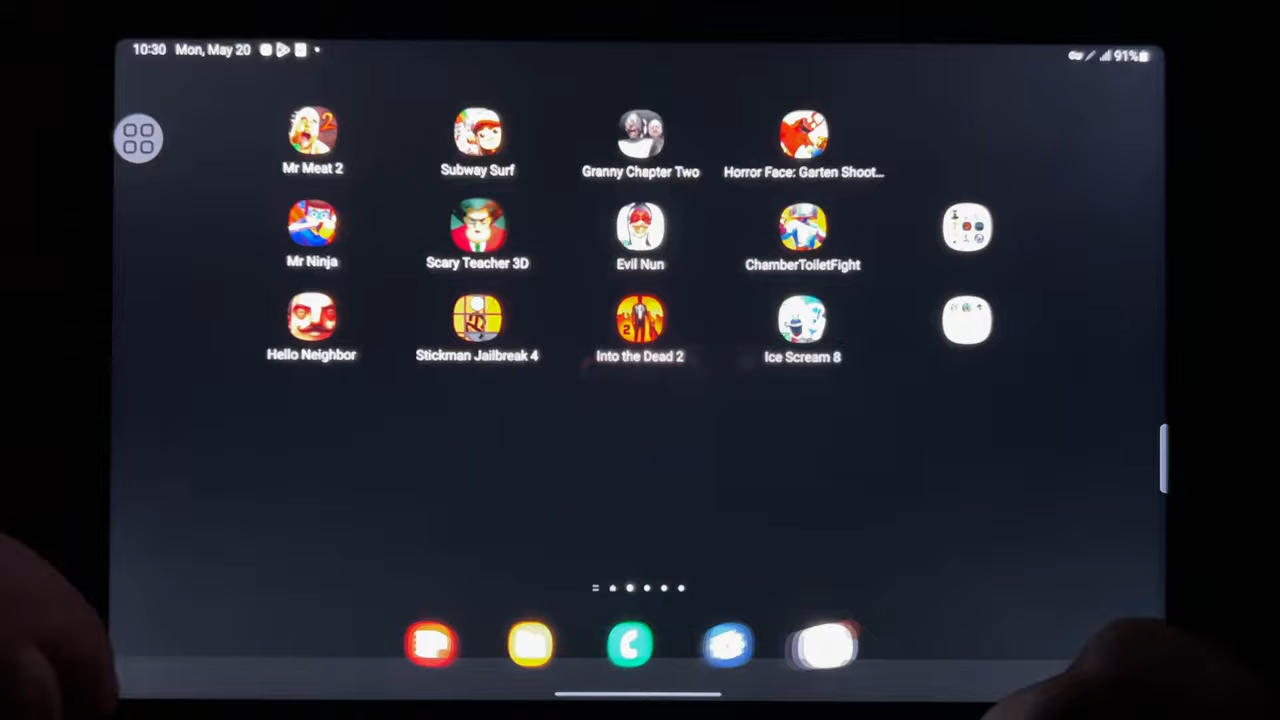 10:30 Mon, May 20
91%
Mr Meat 2
Subway Surf
Granny Chapter Two
Horror Face: Garten Shoot...
Mr Ninja
Scary Teacher 3D
Evil Nun
ChamberToiletFight
Hello Neighbor
Stickman Jailbreak 4
Into the Dead 2
Ice Scream 8
2
2